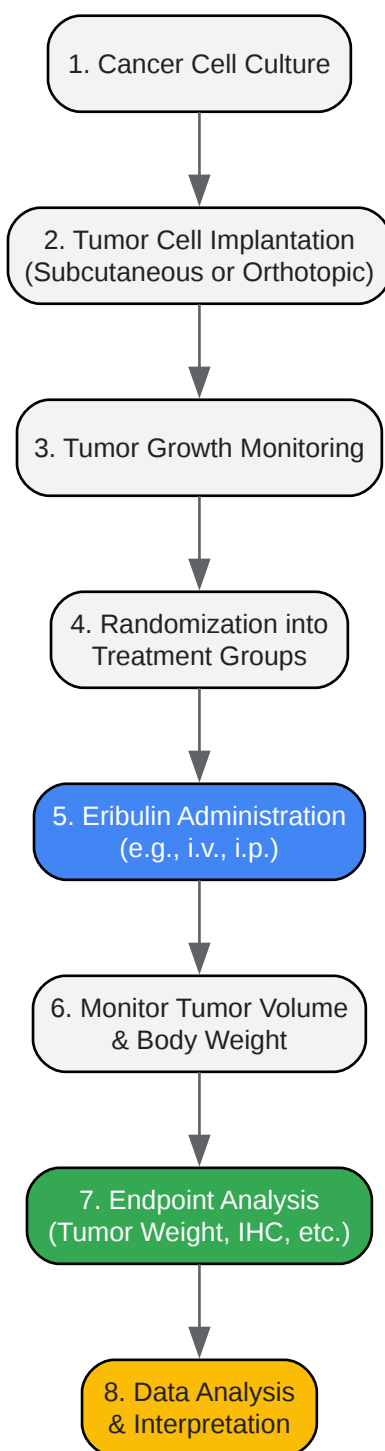 1. Cancer Cell Culture
2. Tumor Cell Implantation
(Subcutaneous or Orthotopic)
3. Tumor Growth Monitoring
4. Randomization into
Treatment Groups
5. Eribulin Administration
(e.g., i.v., i.p.)
6. Monitor Tumor Volume
& Body Weight
7. Endpoint Analysis
(Tumor Weight, IHC, etc.)
8. Data Analysis
& Interpretation